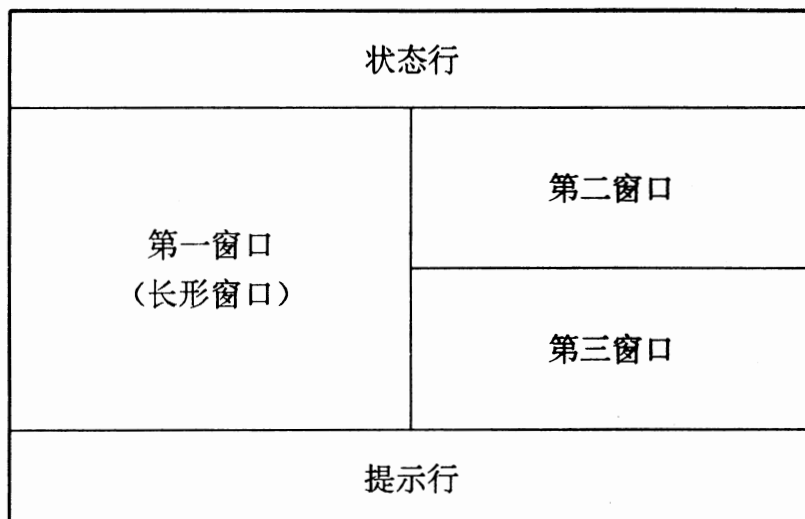 状态行
第一窗口
（长形窗口）
第二窗口
第三窗口
提示行